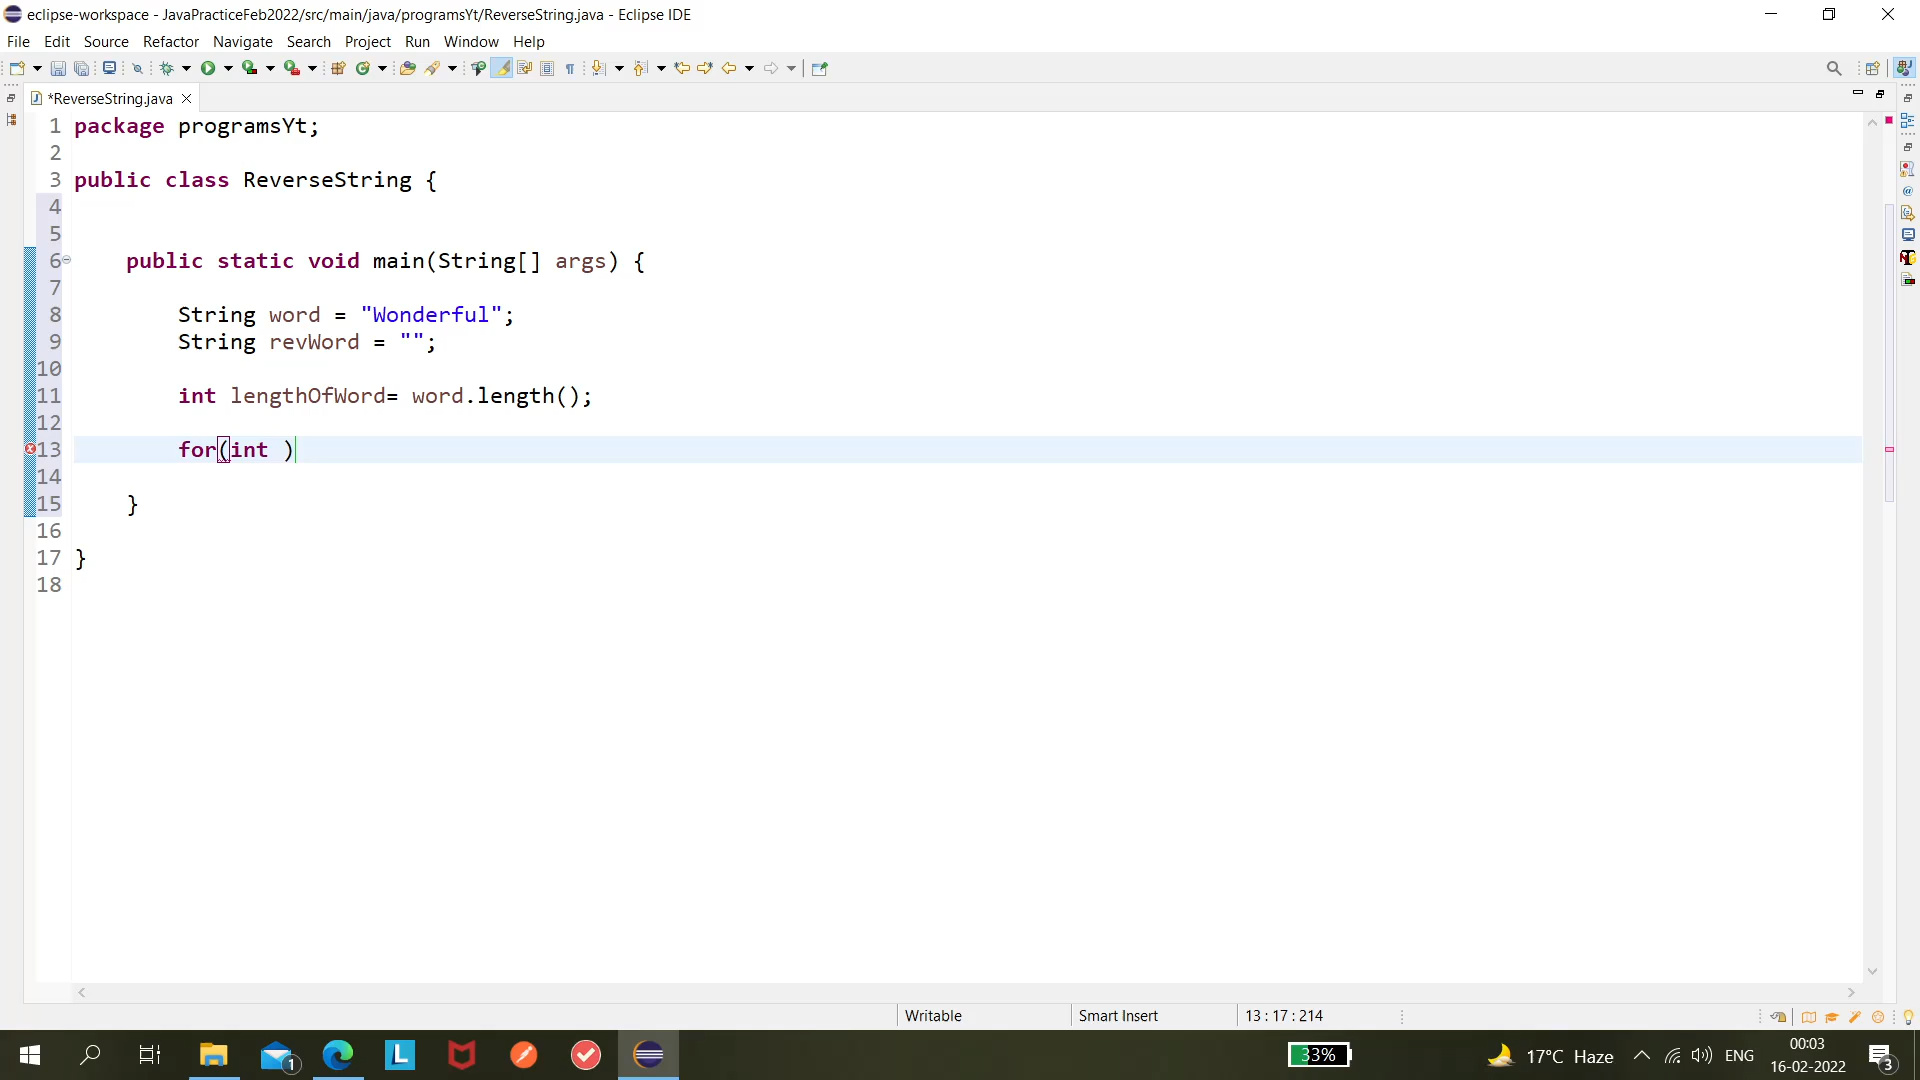 eclipse-workspace - JavaPracticeFeb2022/src/main/java/programsYt/ReverseString.java - Eclipse IDE
File Edit Source Refactor Navigate Search Project Run Window Help
*ReverseString.java
1 package programsYt;
2
3 public class ReverseString {
4
5
6 public static void main(String[] args) {
7
8 String word = "Wonderful";
9 String revWord = "";
10
11 int lengthOfWord= word.length();
12
13 for(int )
14
15 }
16
17 }
18
Writable Smart Insert 13 : 17 : 214
1 L 33% 17°C Haze ENG 00:03 3
16-02-2022